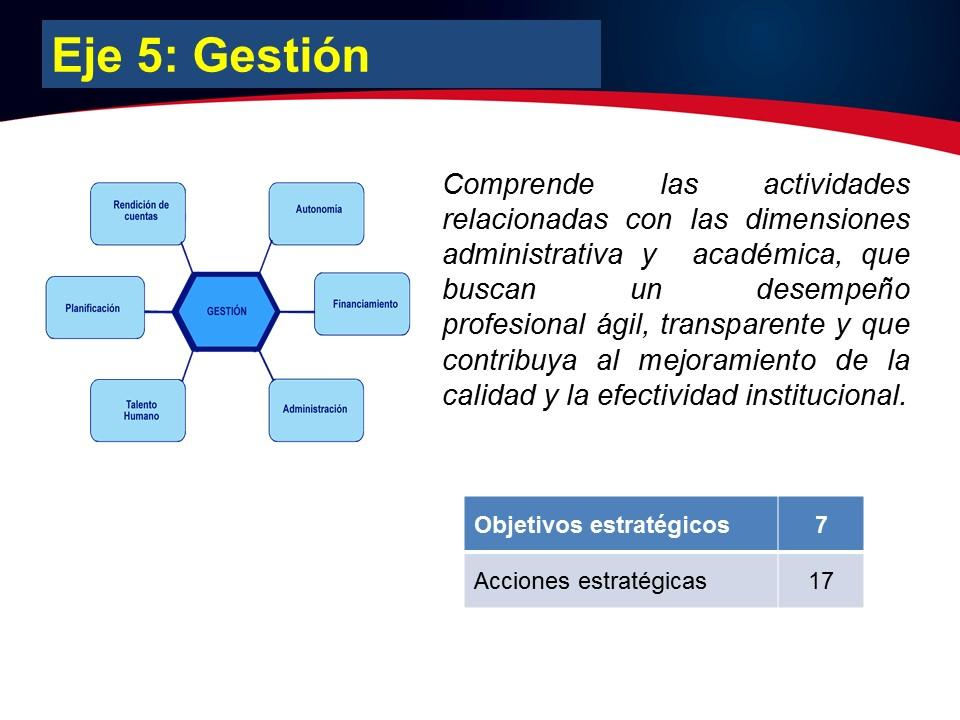 Eje 5: Gestión
Rendición de
cuentas
Autonomía
Planificación
GESTIÓN
Financiamiento
Talento
Humano
Administración
Comprende las actividades
relacionadas con las dimensiones
administrativa y académica, que
buscan un desempeño
profesional ágil, transparente y que
contribuya al mejoramiento de la
calidad y la efectividad institucional.
Objetivos estratégicos 7
Acciones estratégicas 17